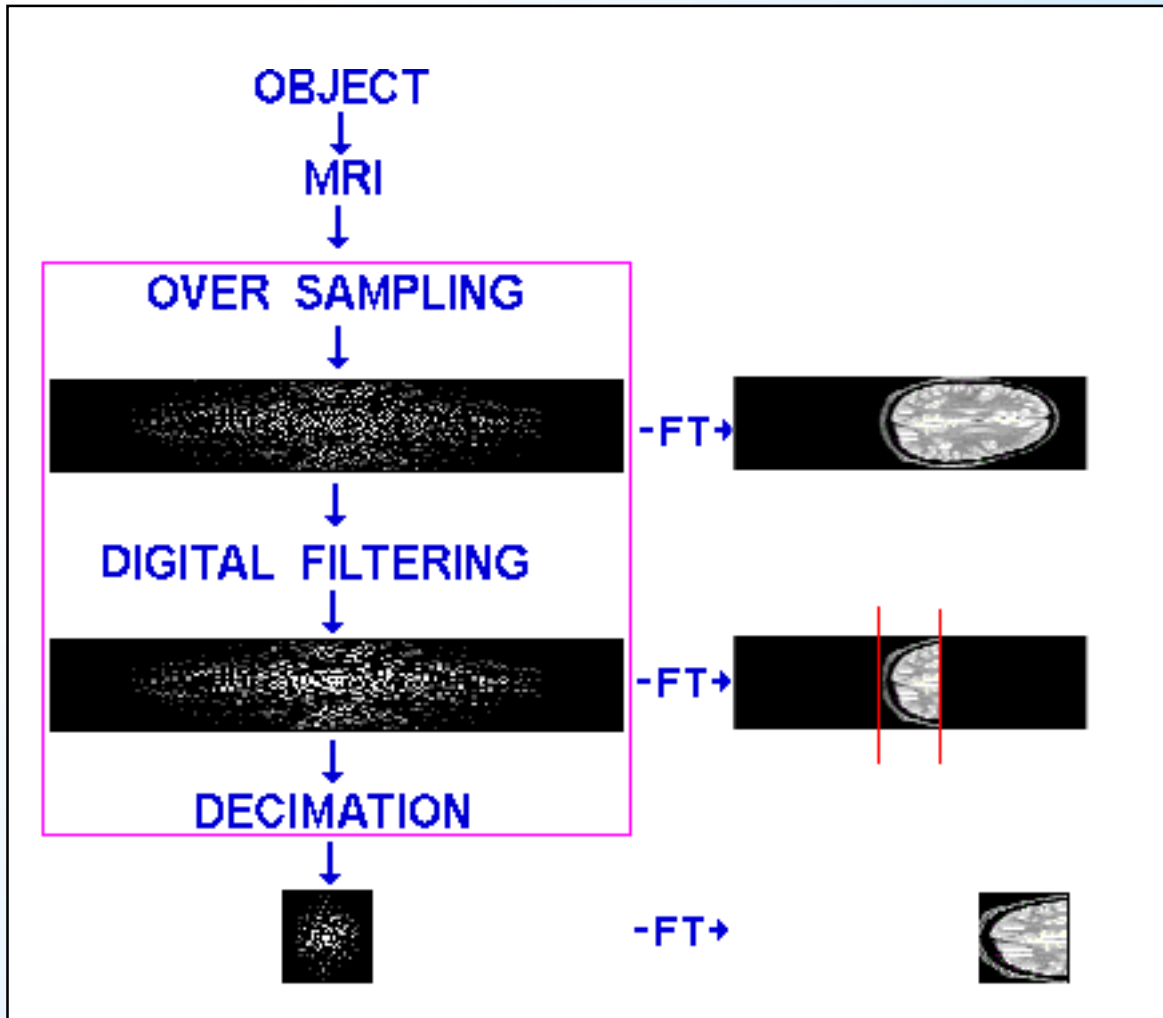 OBJECT
MRI
OVER SAMPLING
-FT→
DIGITAL FILTERING
-FT→
DECIMATION
-FT→